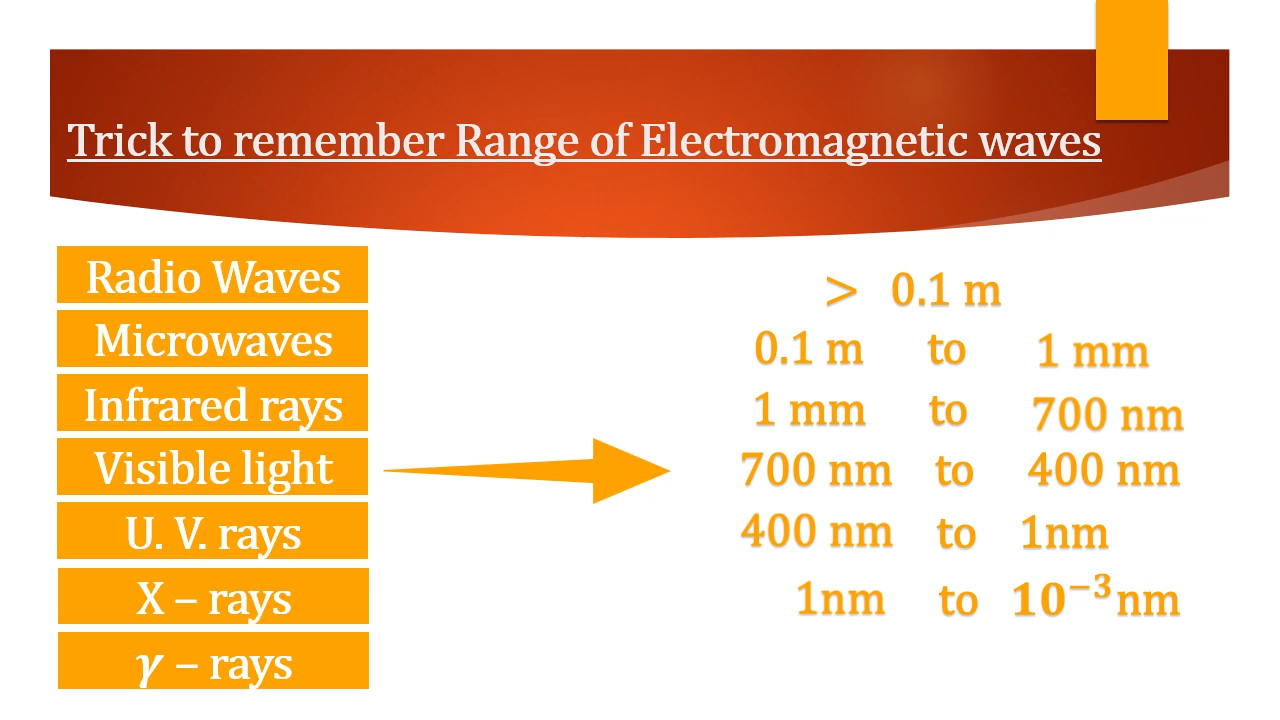 Trick to remember Range of Electromagnetic waves
Radio Waves
Microwaves
Infrared rays
Visible light
U. V. rays
X – rays
𝜸 – rays
> 0.1 m
0.1 m to 1 mm
1 mm to 700 nm
700 nm to 400 nm
400 nm to 1nm
1nm to 10⁻³nm